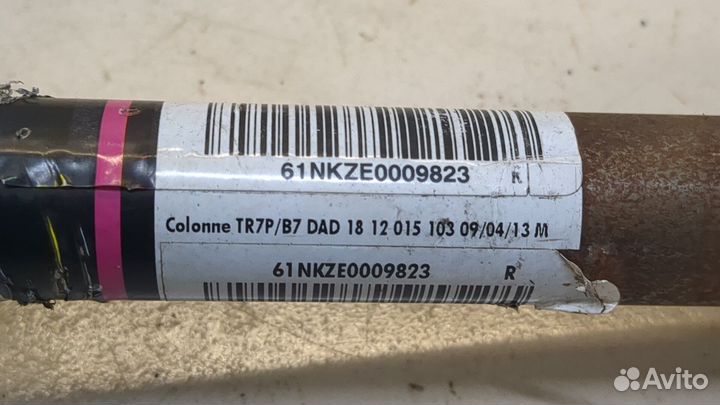 61NKZE0009823 R
Colonne TR7P/B7 DAD 18 12 015 103 09/04/13 M
61NKZE0009823 R
Avito